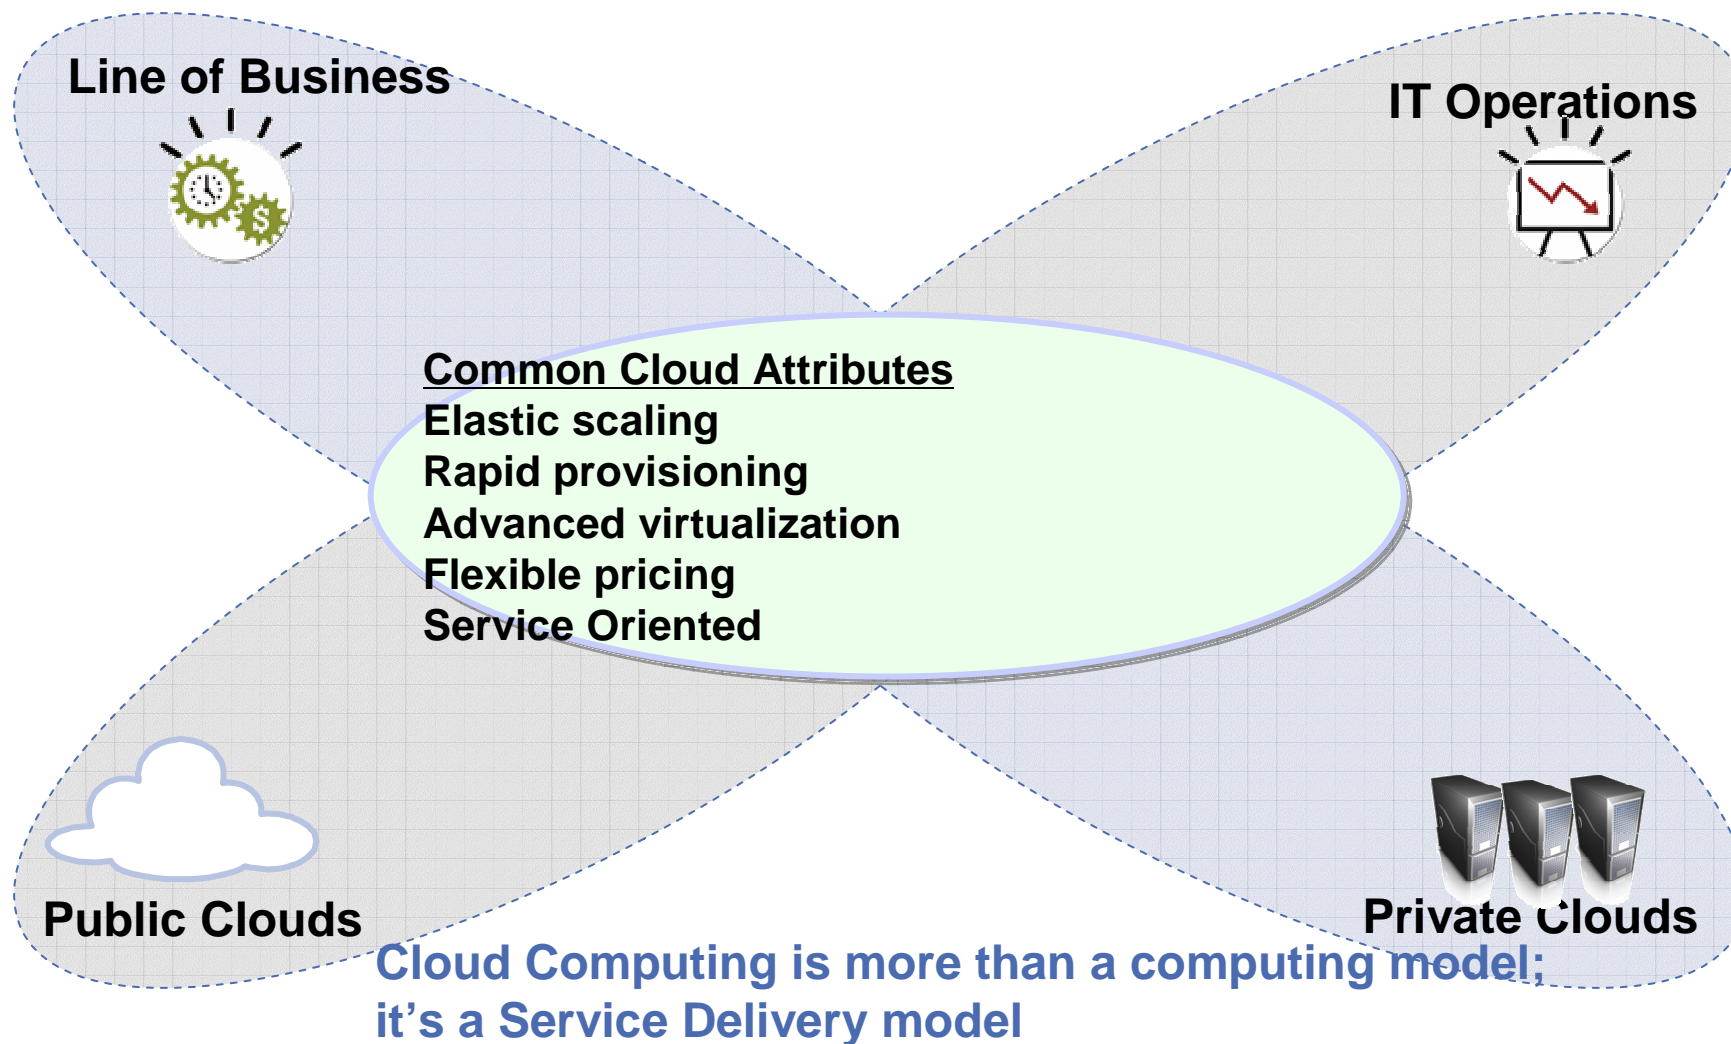 Line of Business
IT Operations
$
Common Cloud Attributes
Elastic scaling
Rapid provisioning
Advanced virtualization
Flexible pricing
Service Oriented
Public Clouds
Private Clouds
Cloud Computing is more than a computing model;
it's a Service Delivery model